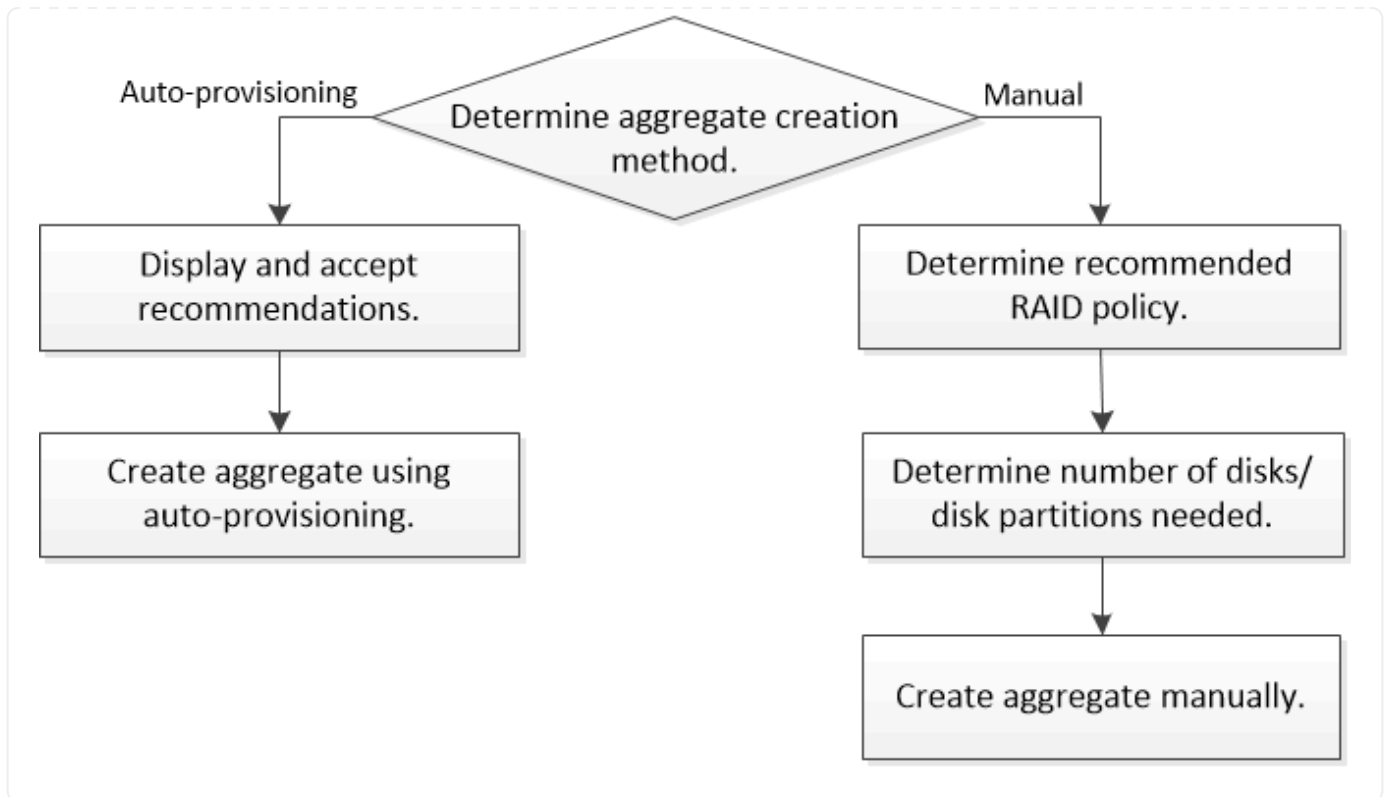 Auto-provisioning
Manual
Determine aggregate creation
method.
Display and accept
recommendations.
Determine recommended
RAID policy.
Create aggregate using
auto-provisioning.
Determine number of disks/
disk partitions needed.
Create aggregate manually.